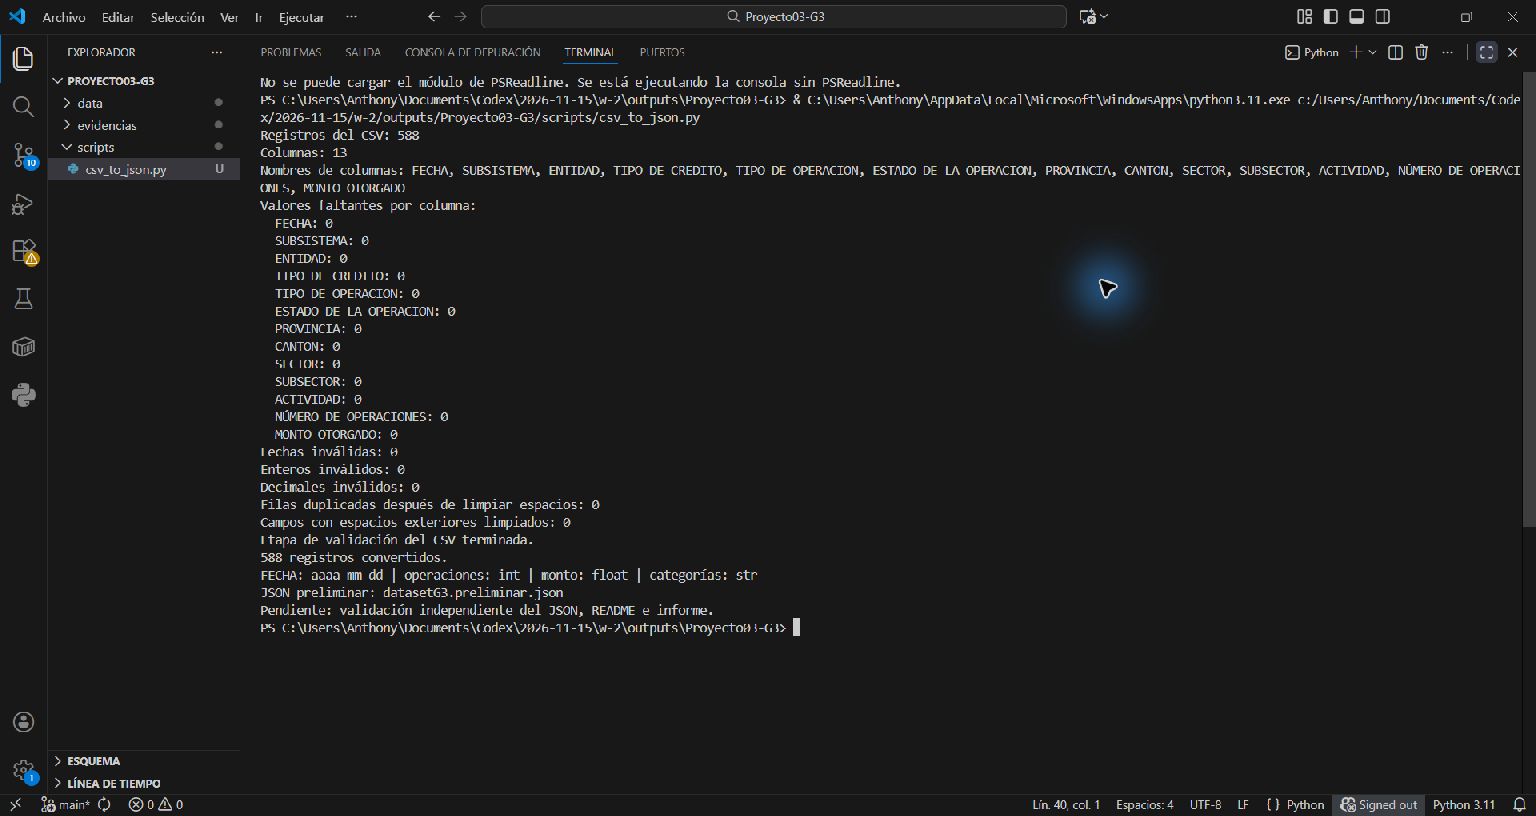 Archivo Editar Selección Ver Ir Ejecutar ···
Proyecto03-G3
EXPLORADOR ···
PROYECTO03-G3
data
evidencias
scripts
csv_to_json.py U
ESQUEMA
LÍNEA DE TIEMPO
PROBLEMAS SALIDA CONSOLA DE DEPURACIÓN TERMINAL PUERTOS
Python
No se puede cargar el módulo de PSReadline. Se está ejecutando la consola sin PSReadline.
PS C:\Users\Anthony\Documents\Codex\2026-11-15\w-2\outputs\Proyecto03-G3> & C:\Users\Anthony\AppData\Local\Microsoft\WindowsApps\python3.11.exe c:/Users/Anthony/Documents/Code
x/2026-11-15/w-2/outputs/Proyecto03-G3/scripts/csv_to_json.py
Registros del CSV: 588
Columnas: 13
Nombres de columnas: FECHA, SUBSISTEMA, ENTIDAD, TIPO DE CREDITO, TIPO DE OPERACION, ESTADO DE LA OPERACION, PROVINCIA, CANTON, SECTOR, SUBSECTOR, ACTIVIDAD, NÚMERO DE OPERACI
ONES, MONTO OTORGADO
Valores faltantes por columna:
FECHA: 0
SUBSISTEMA: 0
ENTIDAD: 0
TIPO DE CREDITO: 0
TIPO DE OPERACION: 0
ESTADO DE LA OPERACION: 0
PROVINCIA: 0
CANTON: 0
SECTOR: 0
SUBSECTOR: 0
ACTIVIDAD: 0
NÚMERO DE OPERACIONES: 0
MONTO OTORGADO: 0
Fechas inválidas: 0
Enteros inválidos: 0
Decimales inválidos: 0
Filas duplicadas después de limpiar espacios: 0
Campos con espacios exteriores limpiados: 0
Etapa de validación del CSV terminada.
588 registros convertidos.
FECHA: aaaa-mm-dd | operaciones: int | monto: float | categorías: str
JSON preliminar: datasetG3.preliminar.json
Pendiente: validación independiente del JSON, README e informe.
PS C:\Users\Anthony\Documents\Codex\2026-11-15\w-2\outputs\Proyecto03-G3>
10
1
main* 0 0
Lín. 40, col. 1 Espacios: 4 UTF-8 LF { } Python Signed out Python 3.11